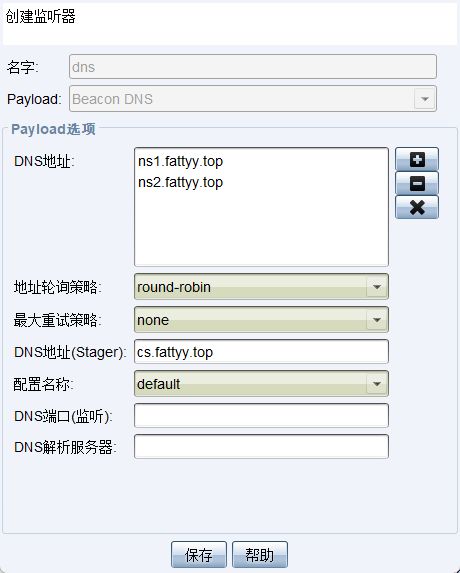 创建监听器
名字: dns
Payload: Beacon DNS
Payload选项
DNS地址: ns1.fattyy.top
ns2.fattyy.top
地址轮询策略: round-robin
最大重试策略: none
DNS地址(Stager): cs.fattyy.top
配置名称: default
DNS端口(监听):
DNS解析服务器:
保存 帮助